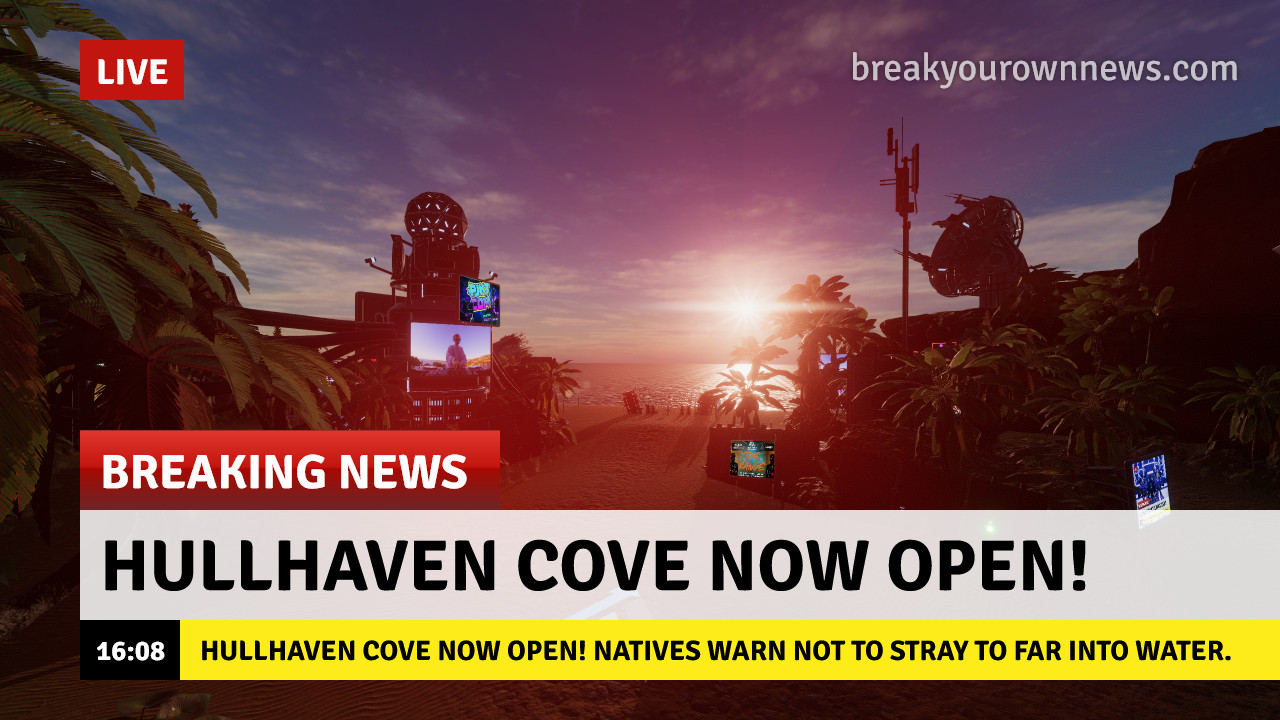 LIVE
breakyourownnews.com
BREAKING NEWS
HULLHAVEN COVE NOW OPEN!
16:08
HULLHAVEN COVE NOW OPEN! NATIVES WARN NOT TO STRAY TO FAR INTO WATER.